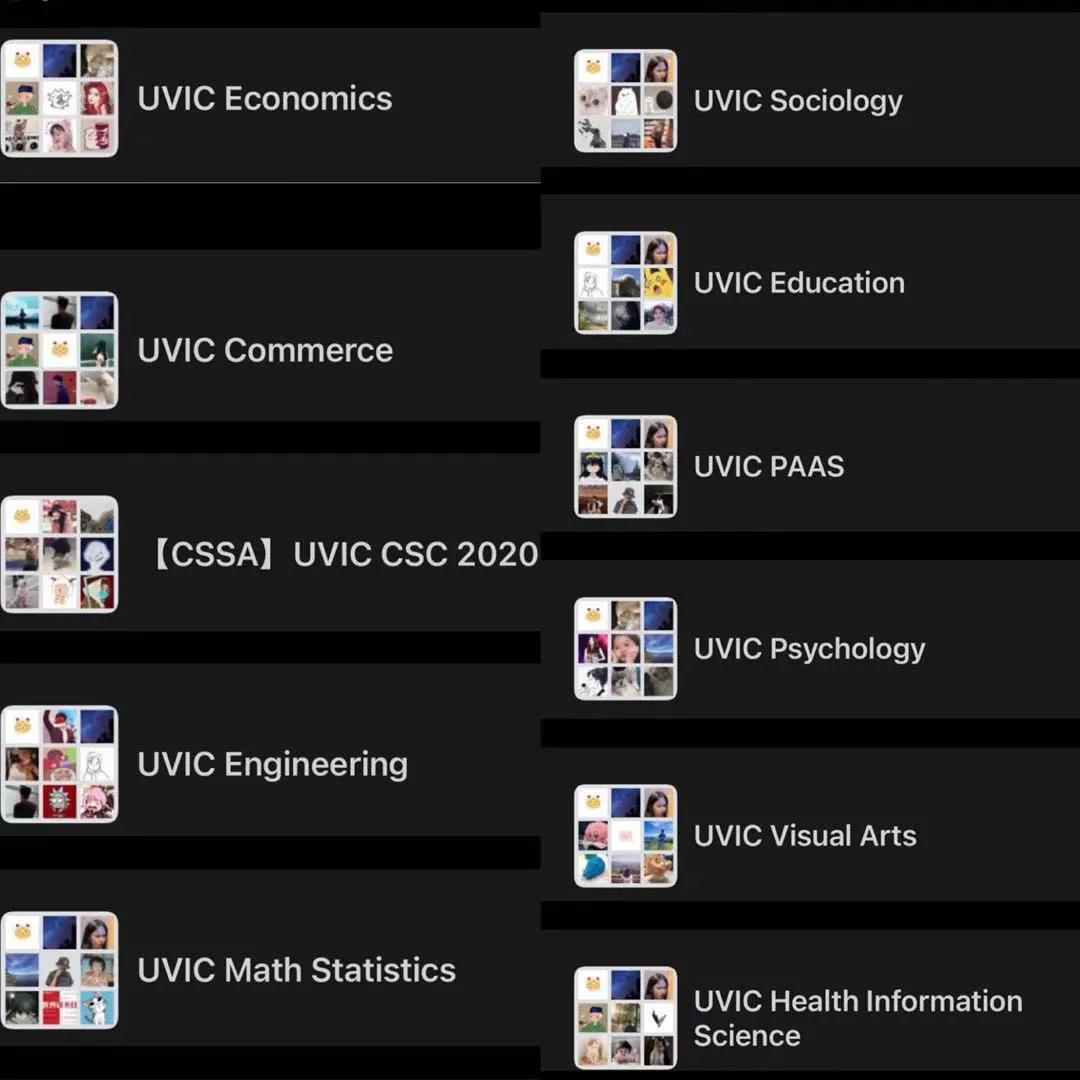 UVIC Economics
UVIC Commerce
【CSSA】UVIC CSC 2020
UVIC Engineering
UVIC Math Statistics
UVIC Sociology
UVIC Education
UVIC PAAS
UVIC Psychology
UVIC Visual Arts
UVIC Health Information
Science